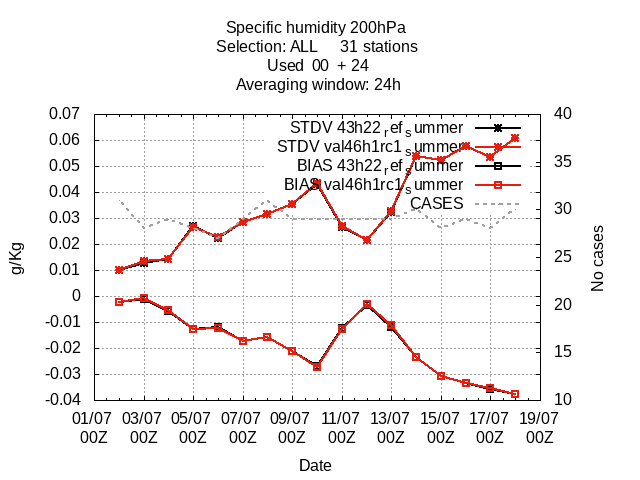 Specific humidity 200hPa
Selection: ALL 31 stations
Used 00 + 24
Averaging window: 24h
0.07
0.06
0.05
0.04
0.03
0.02
0.01
0
-0.01
-0.02
-0.03
-0.04
g/Kg
STDV 43h22refsummer
STDV val46h1rc1summer
BIAS 43h22refsummer
BIAS val46h1rc1summer
CASES
40
35
30
25
20
15
10
No cases
01/07 03/07 05/07 07/07 09/07 11/07 13/07 15/07 17/07 19/07
00Z 00Z 00Z 00Z 00Z 00Z 00Z 00Z 00Z 00Z
Date